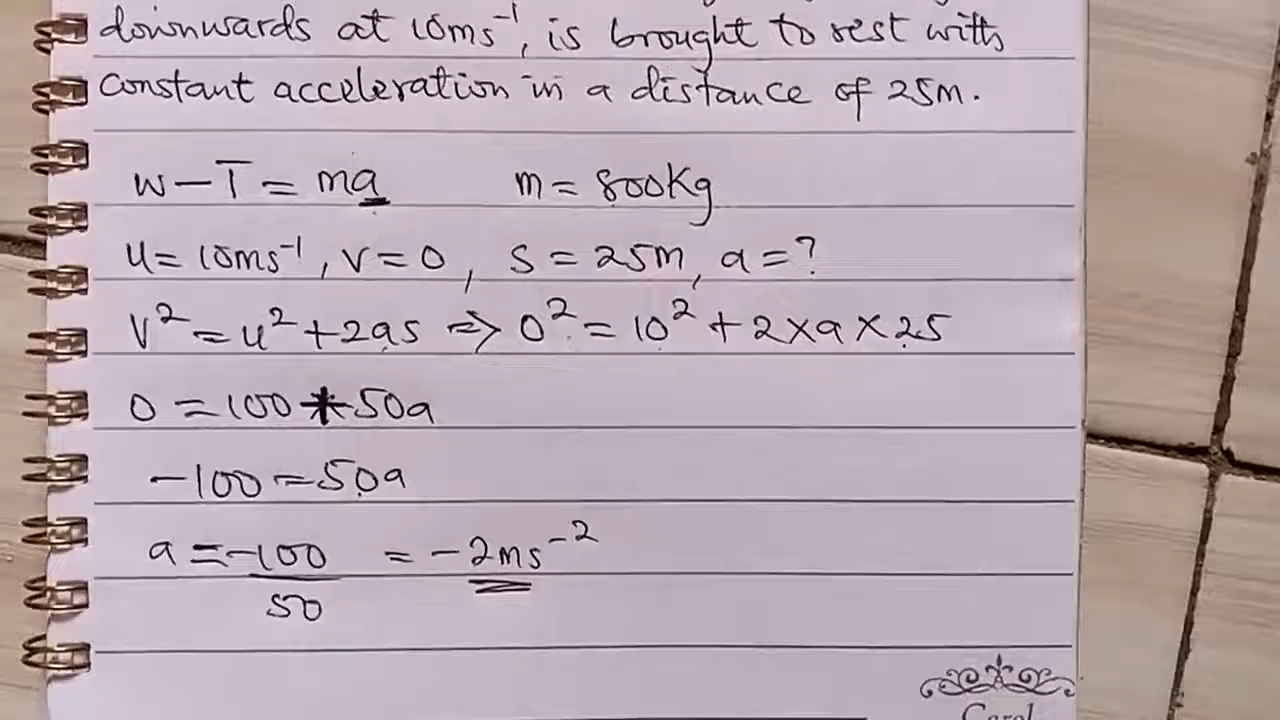 downwards at 10ms⁻¹, is brought to rest with
constant acceleration in a distance of 25m.
W-T = ma m = 800Kg
u = 10ms⁻¹, v = 0, s = 25m, a = ?
v² = u² + 2as => 0² = 10² + 2×a×25
0 = 100 + 50a
-100 = 50a
a = -100/50 = -2ms⁻²
Carol